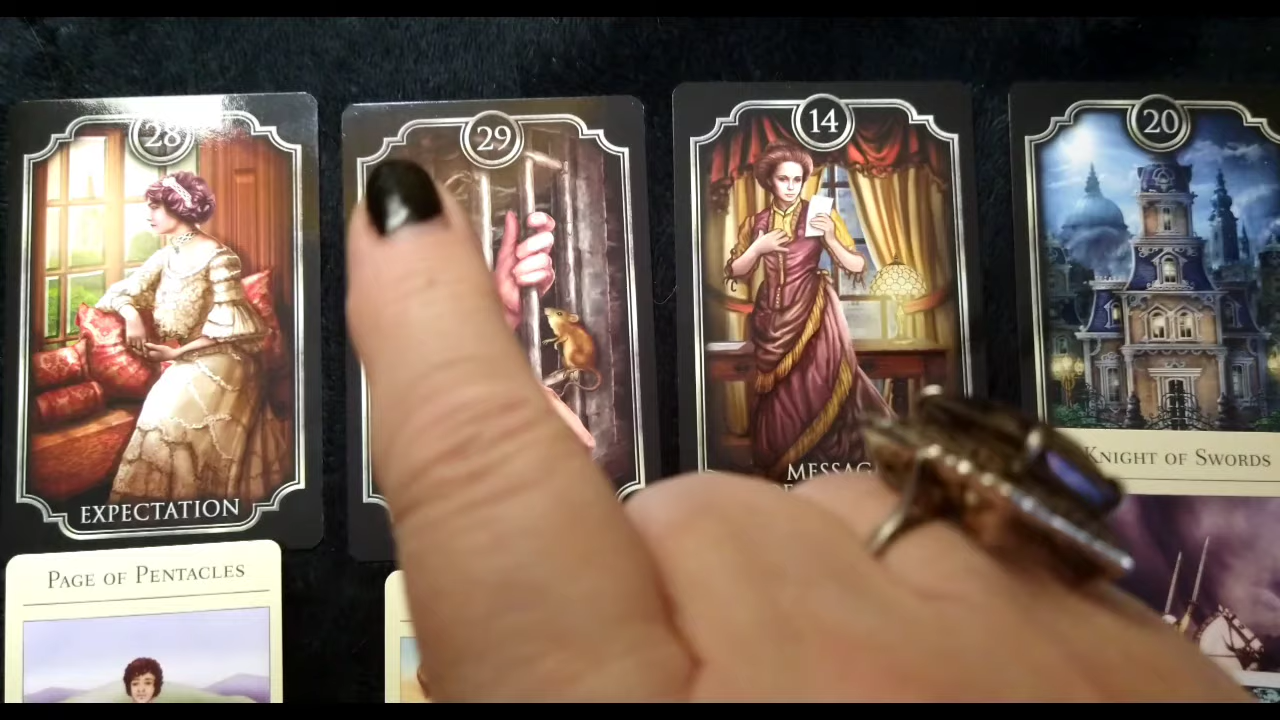 28
29
14
20
EXPECTATION
KNIGHT OF SWORDS
PAGE OF PENTACLES